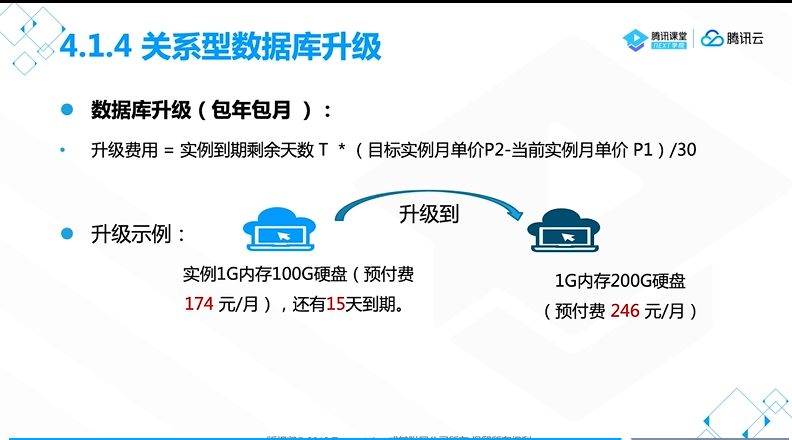 4.1.4 关系型数据库升级
腾讯课堂
NEXT学院
腾讯云
数据库升级（包年包月 ）：
升级费用 = 实例到期剩余天数 T * （ 目标实例月单价P2-当前实例月单价 P1 ）/30
升级示例：
升级到
实例1G内存100G硬盘（预付费
174 元/月），还有15天到期。
1G内存200G硬盘
（预付费 246 元/月）